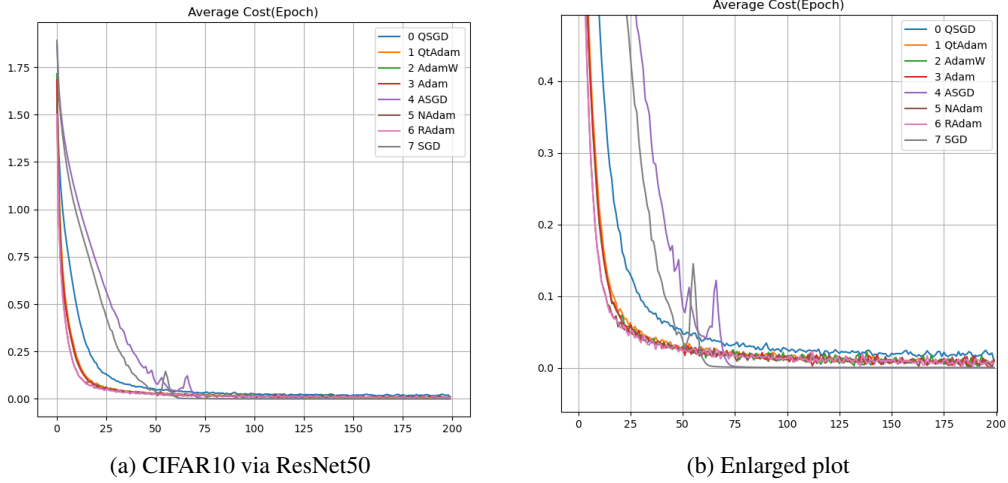 Average Cost(Epoch)
0 QSGD
1 QtAdam
2 AdamW
3 Adam
4 ASGD
5 NAdam
6 RAdam
7 SGD
1.75
1.50
1.25
1.00
0.75
0.50
0.25
0.00
0 25 50 75 100 125 150 175 200
(a) CIFAR10 via ResNet50
Average Cost(Epoch)
0 QSGD
1 QtAdam
2 AdamW
3 Adam
4 ASGD
5 NAdam
6 RAdam
7 SGD
0.4
0.3
0.2
0.1
0.0
0 25 50 75 100 125 150 175 200
(b) Enlarged plot